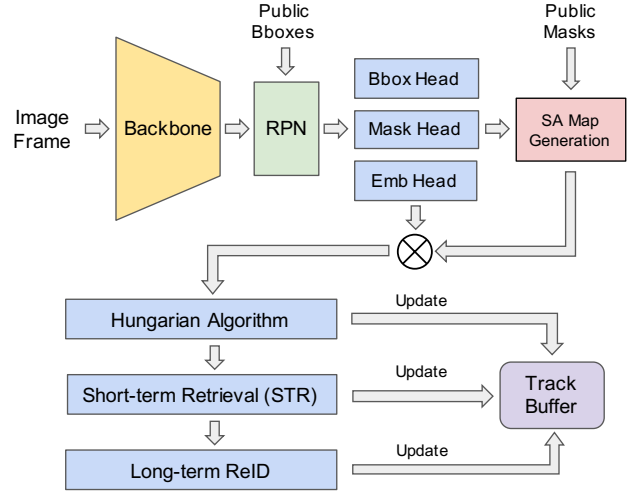 Public
Bboxes
Public
Masks
Image
Frame
Backbone
RPN
Bbox Head
Mask Head
Emb Head
SA Map
Generation
Hungarian Algorithm
Update
Short-term Retrieval (STR)
Update
Track
Buffer
Long-term ReID
Update